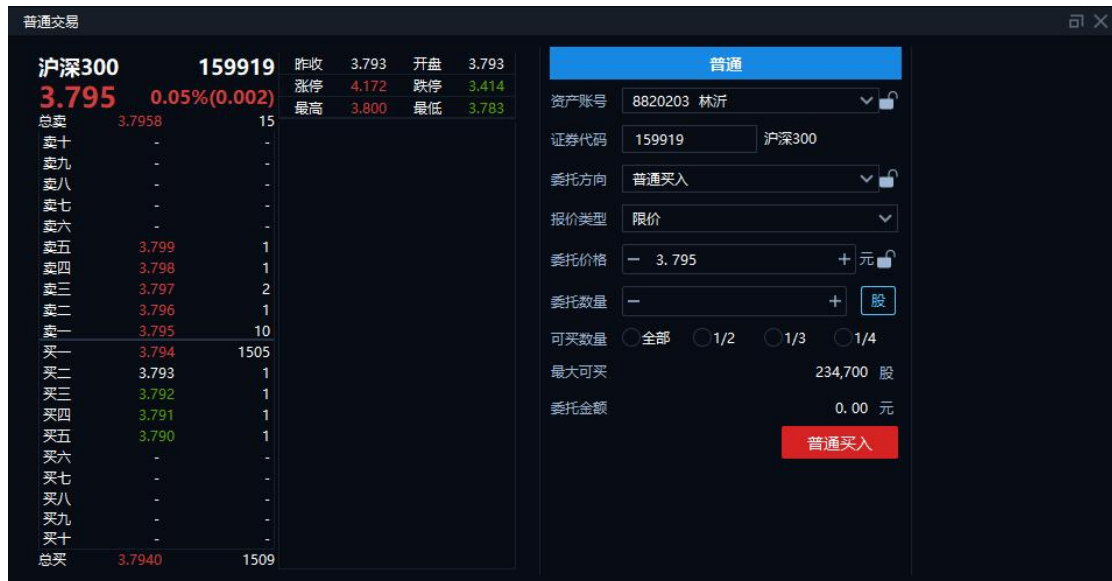 普通交易
沪深300 159919
3.795 0.05%(0.002)
昨收 3.793 开盘 3.793
涨停 4.172 跌停 3.414
最高 3.800 最低 3.783
总卖 3.7958 15
卖十 - -
卖九 - -
卖八 - -
卖七 - -
卖六 - -
卖五 3.799 1
卖四 3.798 1
卖三 3.797 2
卖二 3.796 1
卖一 3.795 10
买一 3.794 1505
买二 3.793 1
买三 3.792 1
买四 3.791 1
买五 3.790 1
买六 - -
买七 - -
买八 - -
买九 - -
买十 - -
总买 3.7940 1509
普通
资产账号 8820203 林沂
证券代码 159919 沪深300
委托方向 普通买入
报价类型 限价
委托价格 － 3.795 + 元
委托数量 － + 股
可买数量 全部 1/2 1/3 1/4
最大可买 234,700 股
委托金额 0.00 元
普通买入